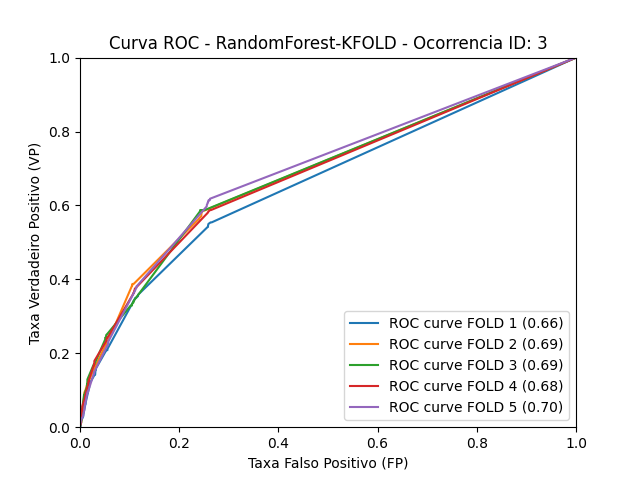 Curva ROC - RandomForest-KFOLD - Ocorrencia ID: 3
Taxa Verdadeiro Positivo (VP)
1.0
0.8
0.6
0.4
0.2
0.0
ROC curve FOLD 1 (0.66)
ROC curve FOLD 2 (0.69)
ROC curve FOLD 3 (0.69)
ROC curve FOLD 4 (0.68)
ROC curve FOLD 5 (0.70)
0.0 0.2 0.4 0.6 0.8 1.0
Taxa Falso Positivo (FP)